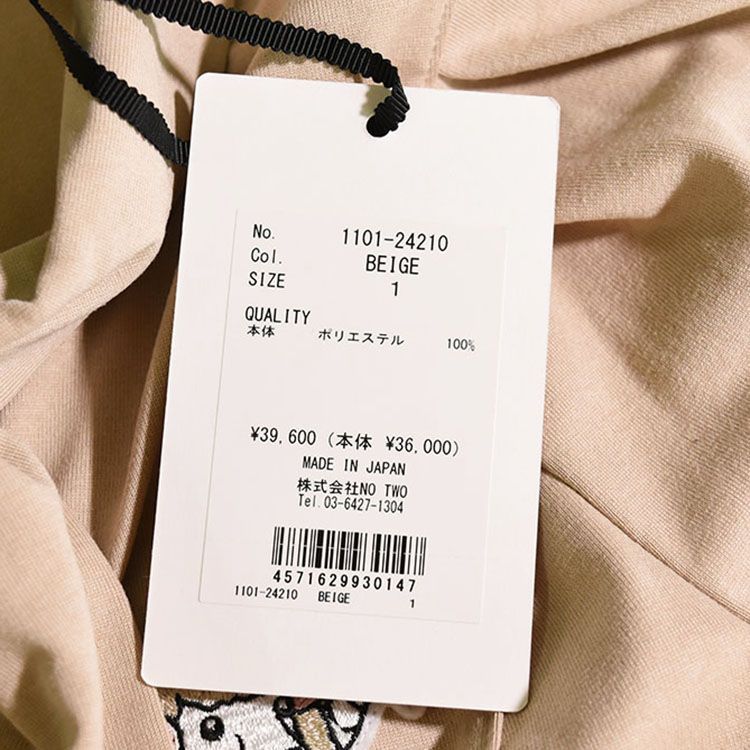 No. 1101-24210
Col. BEIGE
SIZE 1
QUALITY
本体 ポリエステル 100%
¥39,600 (本体 ¥36,000)
MADE IN JAPAN
株式会社NO TWO
Tel.03-6427-1304
4571629930147
1101-24210 BEIGE 1